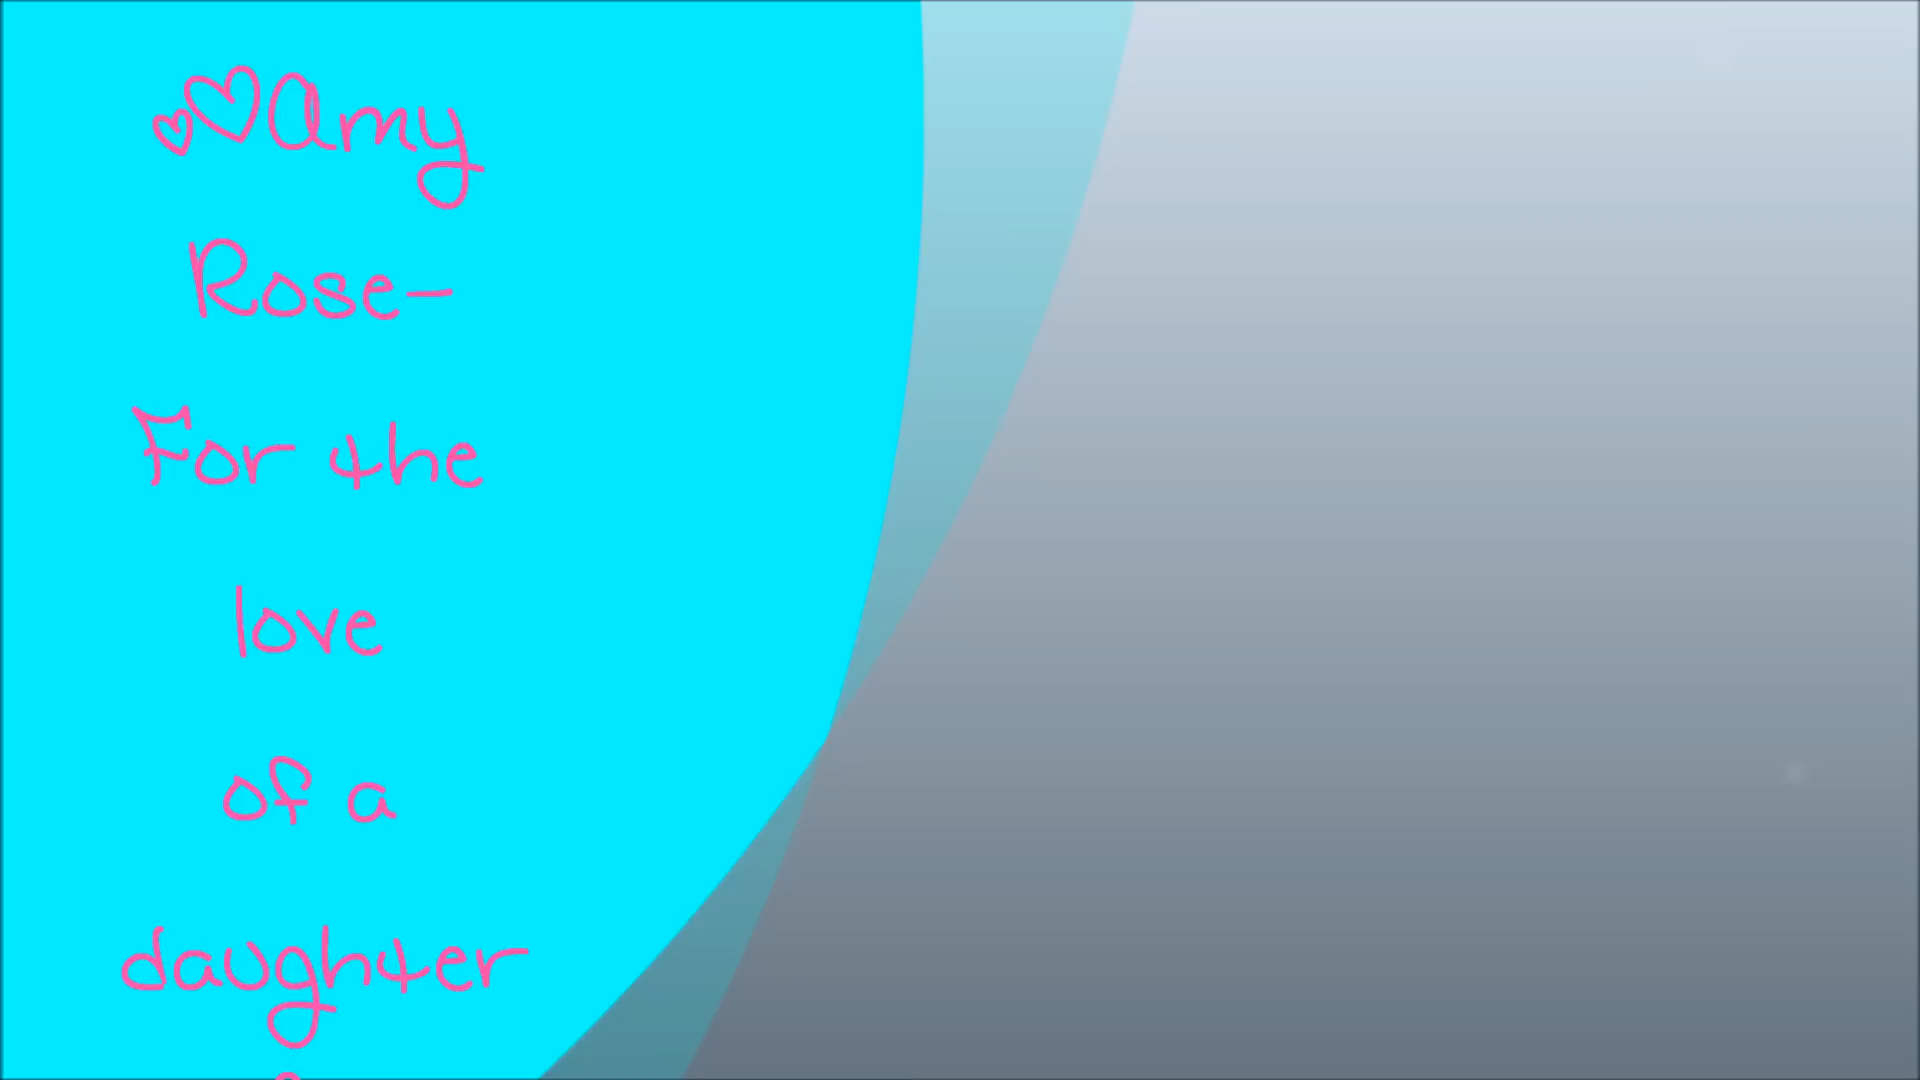 ♥♥Amy
Rose-
For the
love
of a
daughter